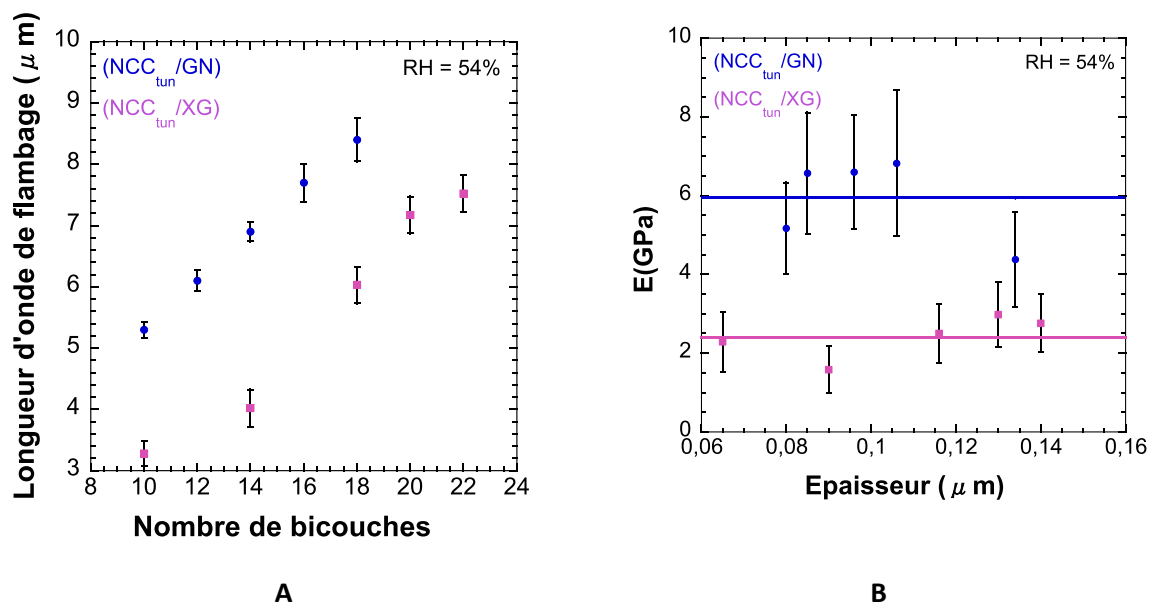 Longueur d'onde de flambage ( μ m)
10
9
8
7
6
5
4
3
(NCCtun/GN)
(NCCtun/XG)
RH = 54%
8 10 12 14 16 18 20 22 24
Nombre de bicouches
A
E(GPa)
10
8
6
4
2
0
(NCCtun/GN)
(NCCtun/XG)
RH = 54%
0,06 0,08 0,1 0,12 0,14 0,16
Epaisseur ( μ m)
B